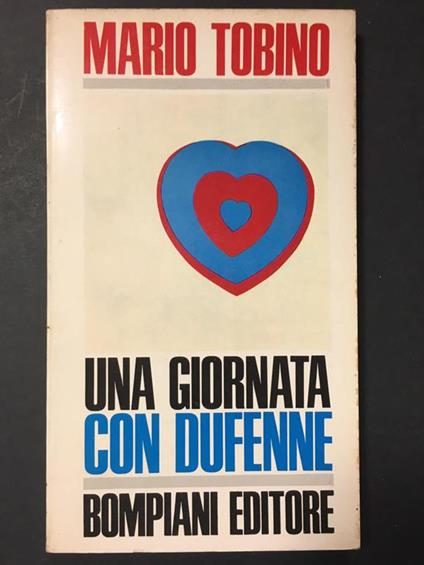 MARIO TOBINO
UNA GIORNATA
CON DUFENNE
BOMPIANI EDITORE